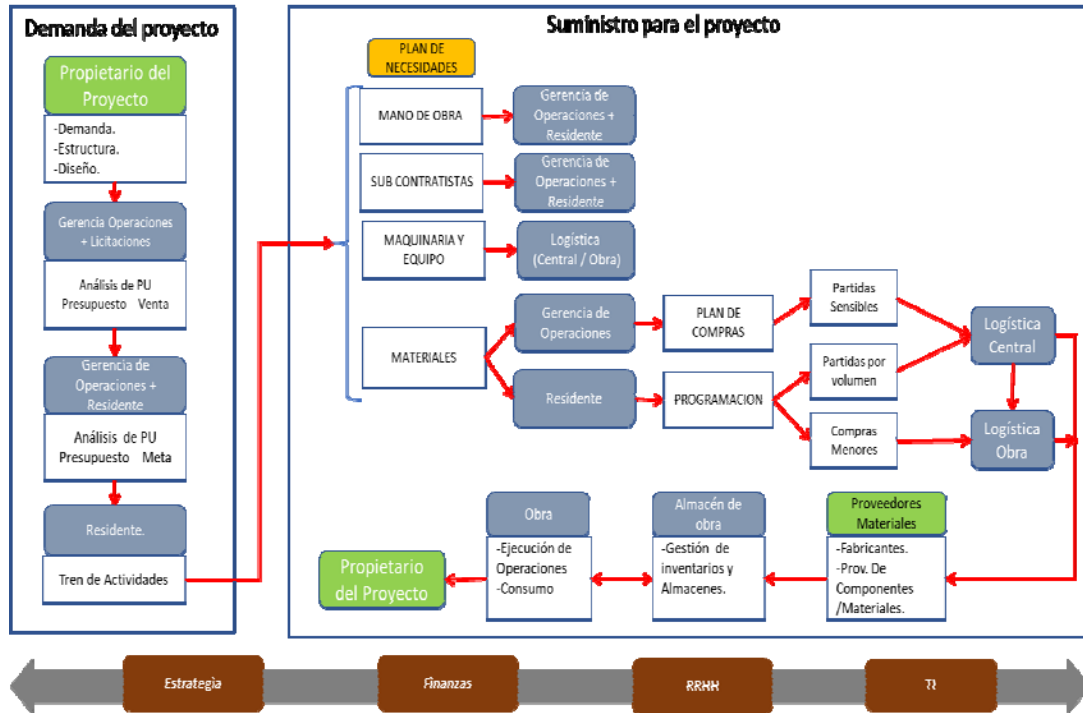 Demanda del proyecto
Propietario del
Proyecto
-Demanda.
-Estructura.
-Diseño.
Gerencia Operaciones
+ Licitaciones
Análisis de PU
Presupuesto Venta
Gerencia de
Operaciones +
Residente
Análisis de PU
Presupuesto Meta
Residente.
Tren de Actividades
Suministro para el proyecto
PLAN DE
NECESIDADES
MANO DE OBRA
Gerencia de
Operaciones +
Residente
SUB CONTRATISTAS
Gerencia de
Operaciones +
Residente
MAQUINARIA Y
EQUIPO
Logística
(Central / Obra)
MATERIALES
Gerencia de
Operaciones
PLAN DE
COMPRAS
Partidas
Sensibles
Logística
Central
Residente
PROGRAMACION
Partidas por
volumen
Compras
Menores
Logística
Obra
Proveedores
Materiales
-Fabricantes.
-Prov. De
Componentes
/Materiales.
Almacén de
obra
-Gestión de
inventarios y
Almacenes.
Obra
-Ejecución de
Operaciones
-Consumo
Propietario
del Proyecto
Estrategia
Finanzas
RRHH
TI